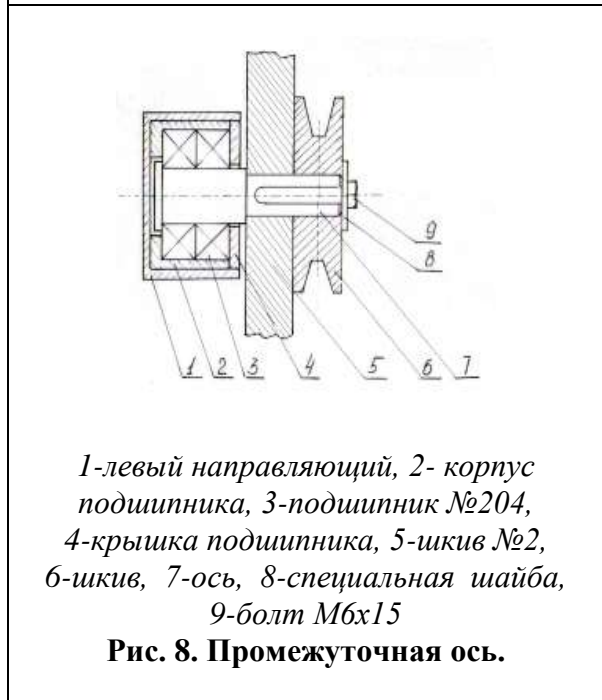 9
8
1 2 3 4 5 6 7
1-левый направляющий, 2- корпус
подшипника, 3-подшипник №204,
4-крышка подшипника, 5-шкив №2,
6-шкив, 7-ось, 8-специальная шайба,
9-болт М6х15
Рис. 8. Промежуточная ось.